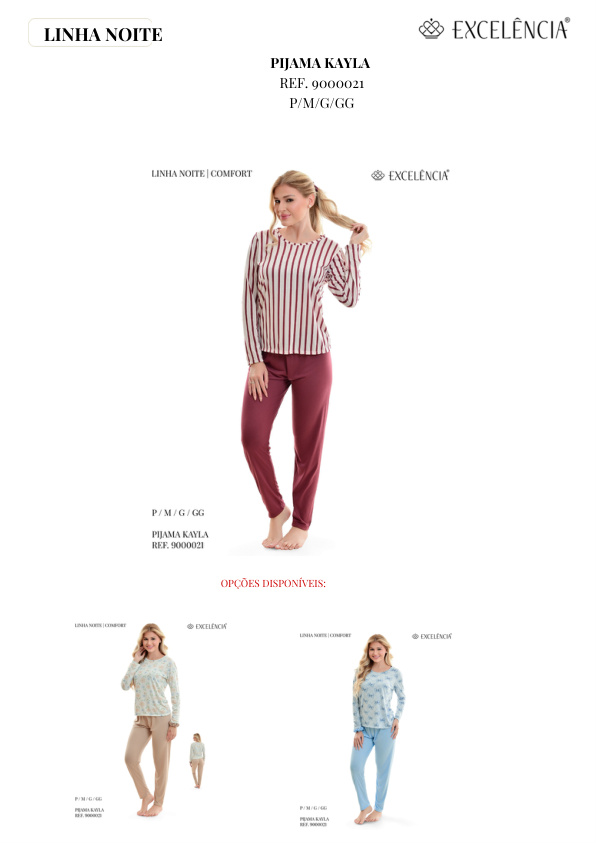 LINHA NOITE
EXCELÊNCIA®
PIJAMA KAYLA
REF. 9000021
P/M/G/GG
LINHA NOITE | COMFORT
EXCELÊNCIA®
P / M / G / GG
PIJAMA KAYLA
REF. 9000021
OPÇÕES DISPONÍVEIS:
LINHA NOITE | COMFORT
EXCELÊNCIA®
P / M / G / GG
PIJAMA KAYLA
REF. 9000021
LINHA NOITE | COMFORT
EXCELÊNCIA®
P / M / G / GG
PIJAMA KAYLA
REF. 9000021